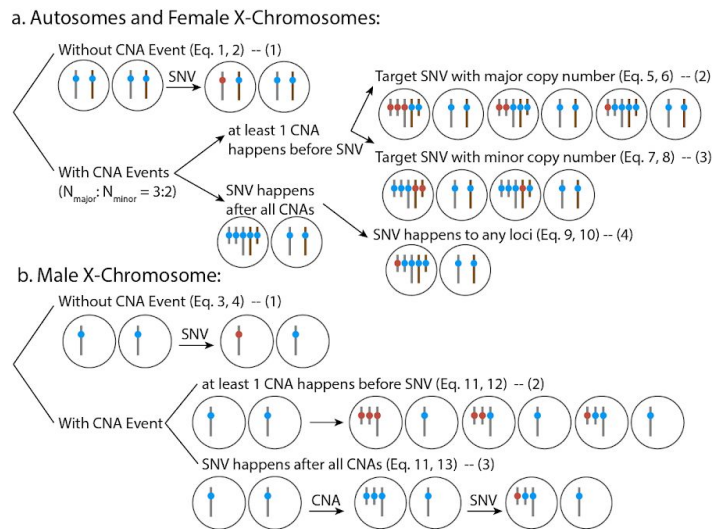 a. Autosomes and Female X-Chromosomes:
Without CNA Event (Eq. 1, 2) -- (1)
SNV
Target SNV with major copy number (Eq. 5, 6) -- (2)
at least 1 CNA
happens before SNV
With CNA Events
(Nmajor: Nminor = 3:2)
Target SNV with minor copy number (Eq. 7, 8) -- (3)
SNV happens
after all CNAs
SNV happens to any loci (Eq. 9, 10) -- (4)
b. Male X-Chromosome:
Without CNA Event (Eq. 3, 4) -- (1)
SNV
at least 1 CNA happens before SNV (Eq. 11, 12) -- (2)
With CNA Event
SNV happens after all CNAs (Eq. 11, 13) -- (3)
CNA
SNV